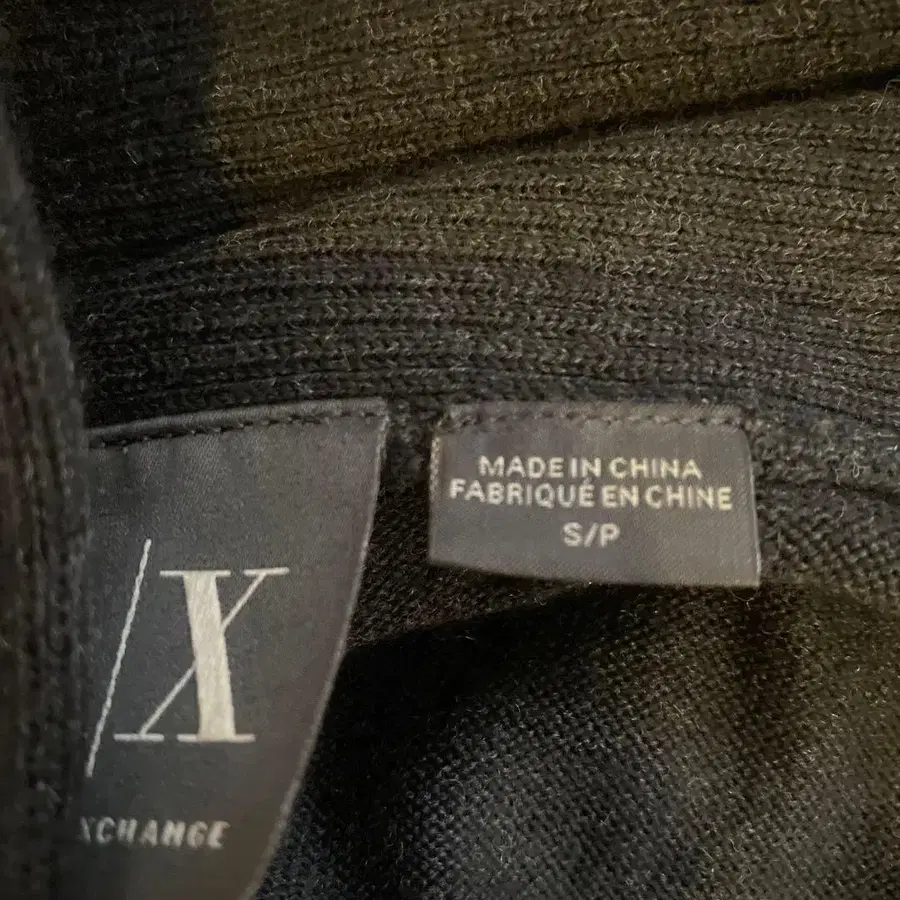 /X
XCHANGE
MADE IN CHINA
FABRIQUÉ EN CHINE
S/P